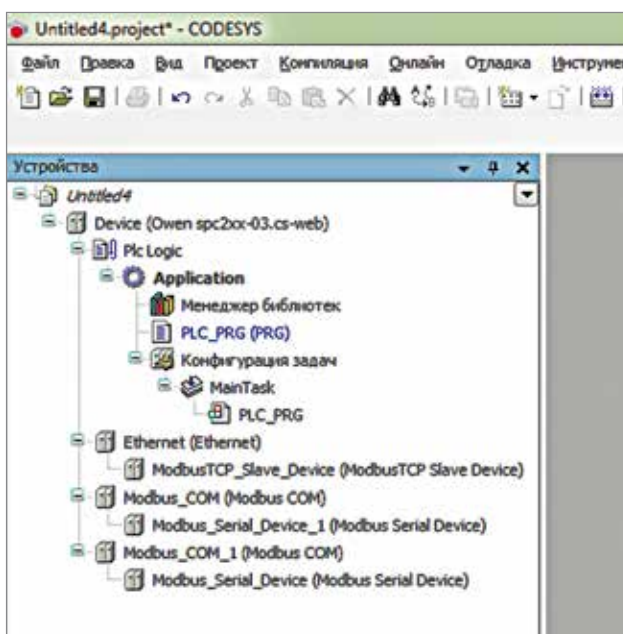 Untitled4.project* - CODESYS
Файл Правка Вид Проект Компиляция Онлайн Отладка
Устройства
Untitled4
Device (Owen spc2xx-03.cs-web)
Plc Logic
Application
Менеджер библиотек
PLC_PRG (PRG)
Конфигурация задач
MainTask
PLC_PRG
Ethernet (Ethernet)
ModbusTCP_Slave_Device (ModbusTCP Slave Device)
Modbus_COM (Modbus COM)
Modbus_Serial_Device_1 (Modbus Serial Device)
Modbus_COM_1 (Modbus COM)
Modbus_Serial_Device (Modbus Serial Device)